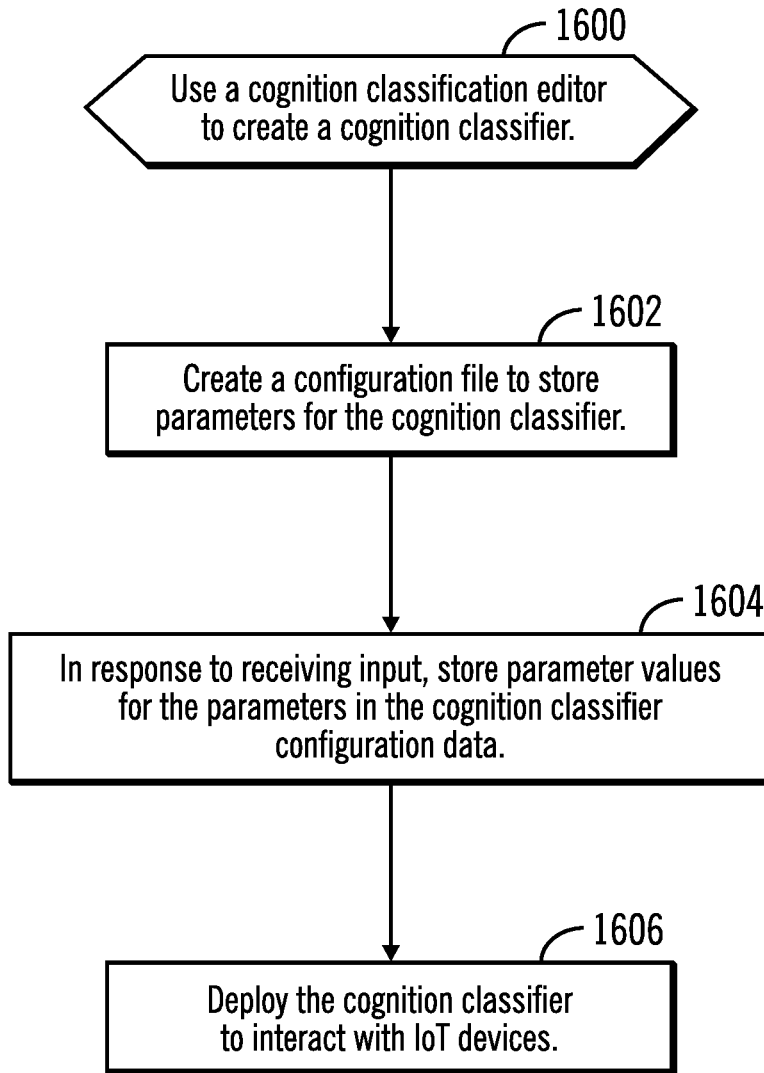 1600
Use a cognition classification editor
to create a cognition classifier.
1602
Create a configuration file to store
parameters for the cognition classifier.
1604
In response to receiving input, store parameter values
for the parameters in the cognition classifier
configuration data.
1606
Deploy the cognition classifier
to interact with IoT devices.